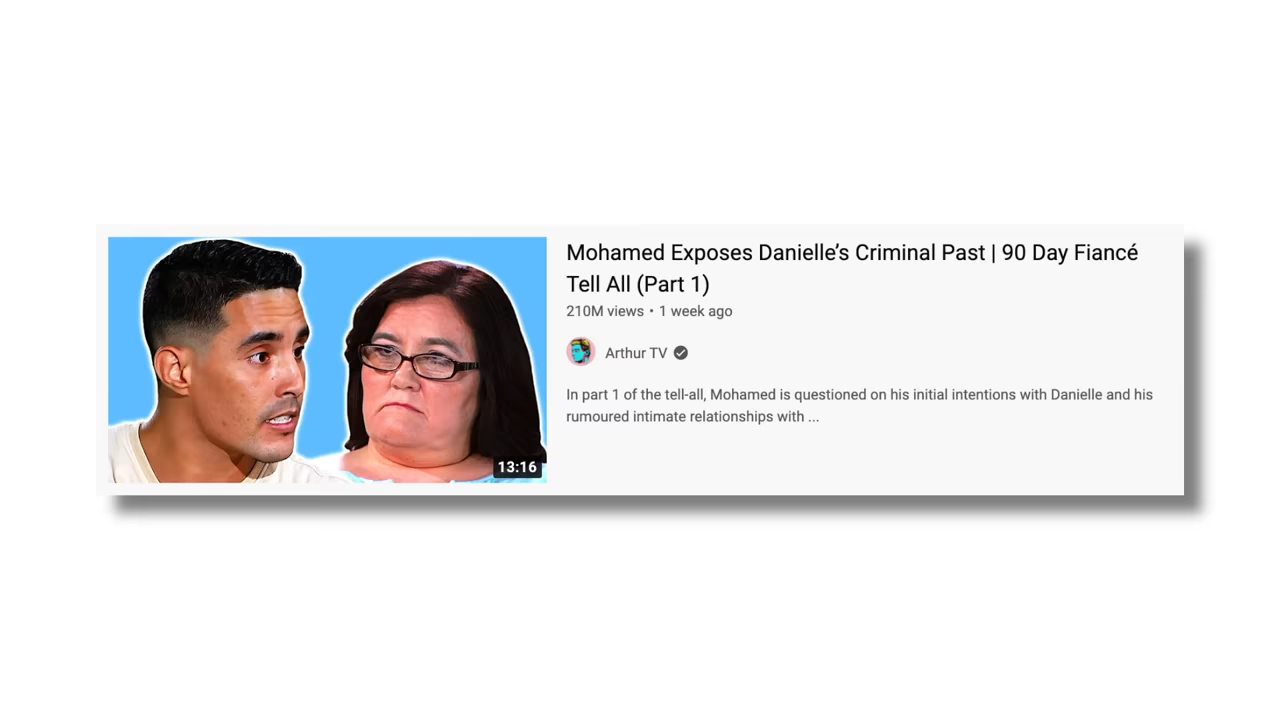 Mohamed Exposes Danielle’s Criminal Past | 90 Day Fiancé
Tell All (Part 1)
210M views • 1 week ago
Arthur TV
In part 1 of the tell-all, Mohamed is questioned on his initial intentions with Danielle and his
rumoured intimate relationships with ...
13:16